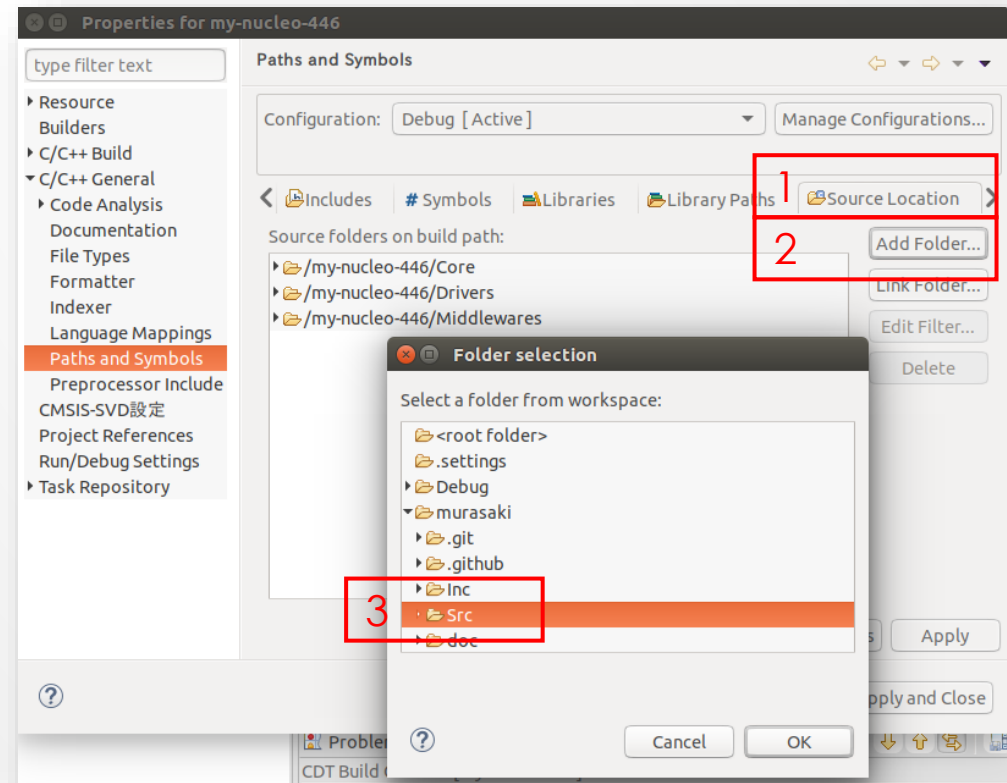 Properties for my-nucleo-446
type filter text
Resource
Builders
C/C++ Build
C/C++ General
Code Analysis
Documentation
File Types
Formatter
Indexer
Language Mappings
Paths and Symbols
Preprocessor Include
CMSIS-SVD設定
Project References
Run/Debug Settings
Task Repository
Paths and Symbols
Configuration: Debug [Active] Manage Configurations...
Includes # Symbols Libraries Library Paths 1 Source Location
Source folders on build path:
2 Add Folder...
/my-nucleo-446/Core
/my-nucleo-446/Drivers
/my-nucleo-446/Middlewares
Link Folder...
Edit Filter...
Delete
Folder selection
Select a folder from workspace:
<root folder>
.settings
Debug
murasaki
.git
.github
Inc
3 Src
doc
Cancel OK
Apply
Apply and Close
CDT Build